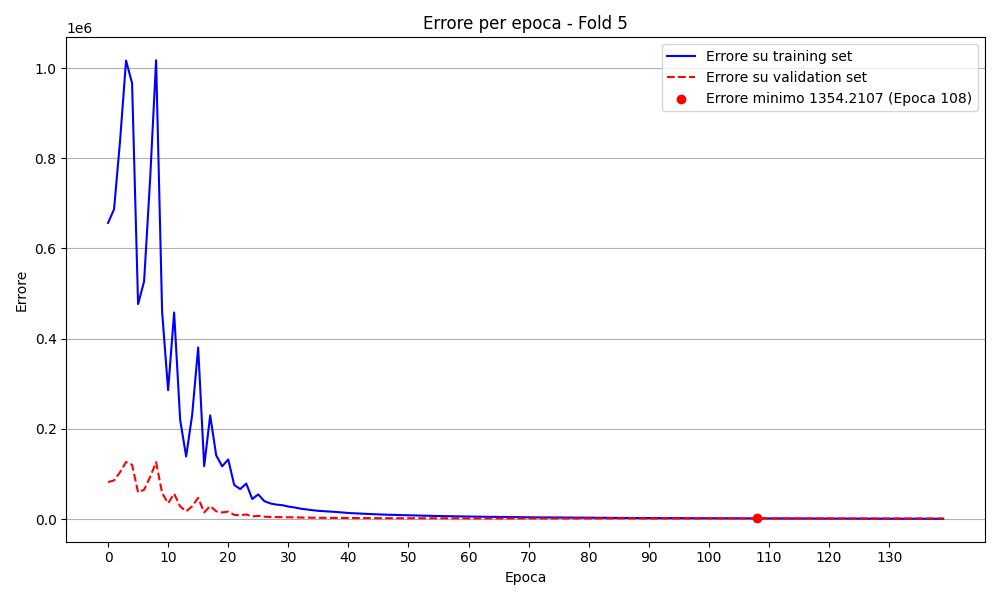 Errore per epoca - Fold 5
1e6
Errore su training set
Errore su validation set
Errore minimo 1354.2107 (Epoca 108)
1.0
0.8
0.6
0.4
0.2
0.0
Errore
0 10 20 30 40 50 60 70 80 90 100 110 120 130
Epoca